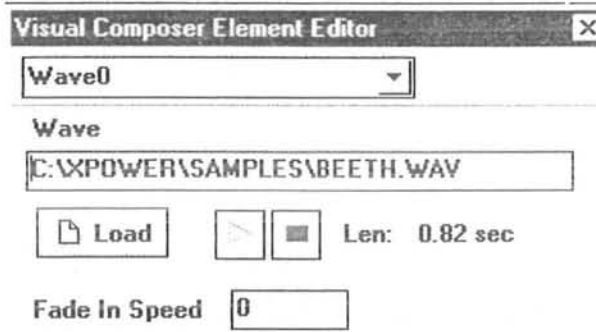 Visual Composer Element Editor
Wave0
Wave
C:\XPOWER\SAMPLES\BEETH.WAV
Load Len: 0.82 sec
Fade In Speed 0